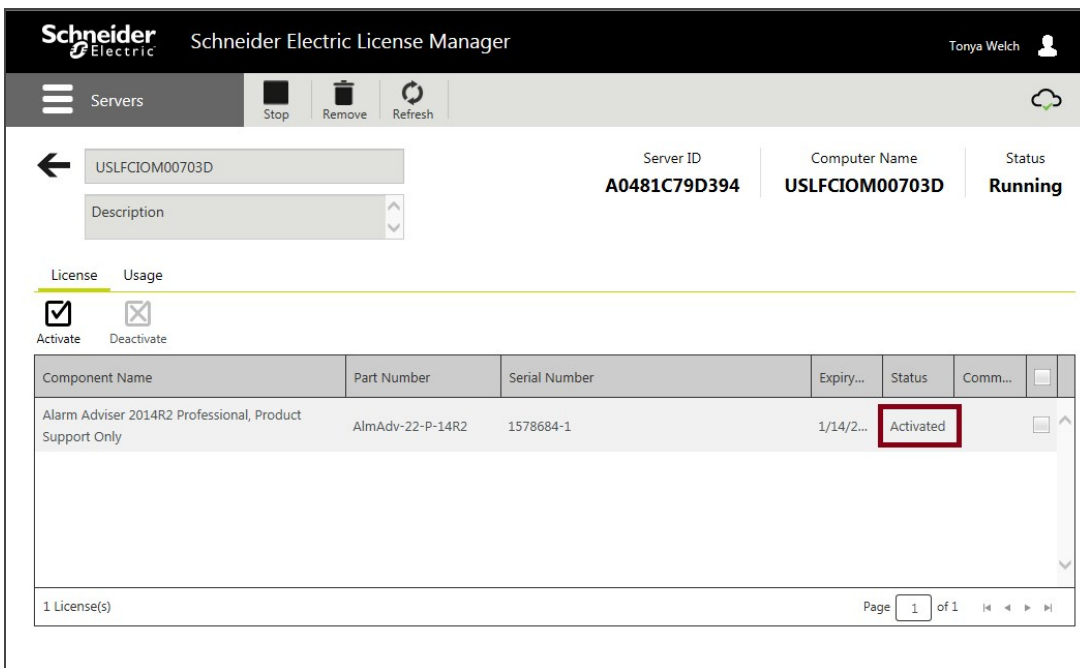 Schneider Electric
Schneider Electric License Manager
Tonya Welch
Servers
Stop
Remove
Refresh
USLFCIOM00703D
Description
Server ID
A0481C79D394
Computer Name
USLFCIOM00703D
Status
Running
License Usage
Activate Deactivate
Component Name Part Number Serial Number Expiry... Status Comm...
Alarm Adviser 2014R2 Professional, Product
Support Only
AlmAdv-22-P-14R2 1578684-1 1/14/2... Activated
1 License(s)
Page 1 of 1